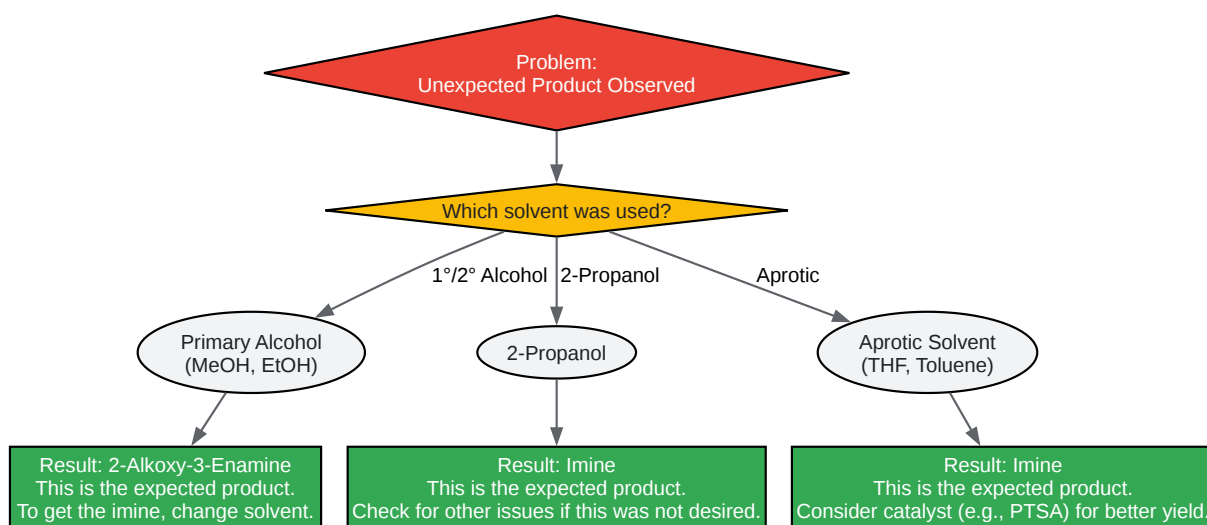 Problem:
Unexpected Product Observed
Which solvent was used?
1°/2° Alcohol
2-Propanol
Aprotic
Primary Alcohol
(MeOH, EtOH)
2-Propanol
Aprotic Solvent
(THF, Toluene)
Result: 2-Alkoxy-3-Enamine
This is the expected product.
To get the imine, change solvent.
Result: Imine
This is the expected product.
Check for other issues if this was not desired.
Result: Imine
This is the expected product.
Consider catalyst (e.g., PTSA) for better yield.